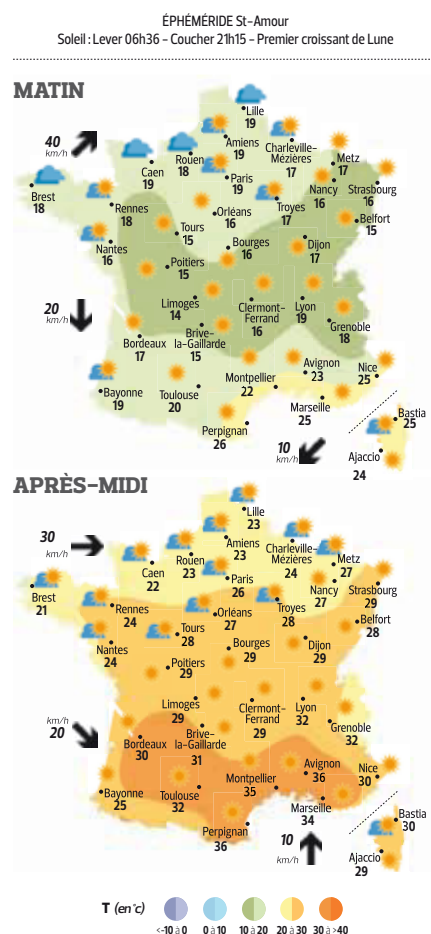 ÉPHÉMÉRIDE St-Amour
Soleil : Lever 06h36 – Coucher 21h15 – Premier croissant de Lune
MATIN
40
km/h
Lille
19
Amiens
19
Charleville-
Mézières
17
Rouen
18
Metz
17
Caen
19
Paris
19
Nancy
16
Strasbourg
16
Brest
18
Rennes
18
Orléans
16
Troyes
17
Belfort
15
Nantes
16
Tours
15
Bourges
16
Dijon
17
Poitiers
15
20
km/h
Limoges
14
Clermont-
Ferrand
16
Lyon
19
Grenoble
18
Bordeaux
17
Brive-
la-Gaillarde
15
Avignon
23
Nice
25
Montpellier
22
Bayonne
19
Toulouse
20
Marseille
25
Perpignan
26
Bastia
25
10
km/h
Ajaccio
24
APRÈS–MIDI
30
km/h
Lille
23
Amiens
23
Charleville-
Mézières
24
Rouen
23
Metz
27
Caen
22
Paris
26
Nancy
27
Strasbourg
29
Brest
21
Rennes
24
Orléans
27
Troyes
28
Belfort
28
Nantes
24
Tours
28
Bourges
29
Dijon
29
Poitiers
29
Limoges
29
Clermont-
Ferrand
29
Lyon
32
Grenoble
32
km/h
20
Bordeaux
30
Brive-
la-Gaillarde
31
Avignon
36
Nice
30
Montpellier
35
Bayonne
25
Toulouse
32
Marseille
34
Perpignan
36
Bastia
30
10
km/h
Ajaccio
29
T (en°c)
<-10 à 0
0 à 10
10 à 20
20 à 30
30 à >40